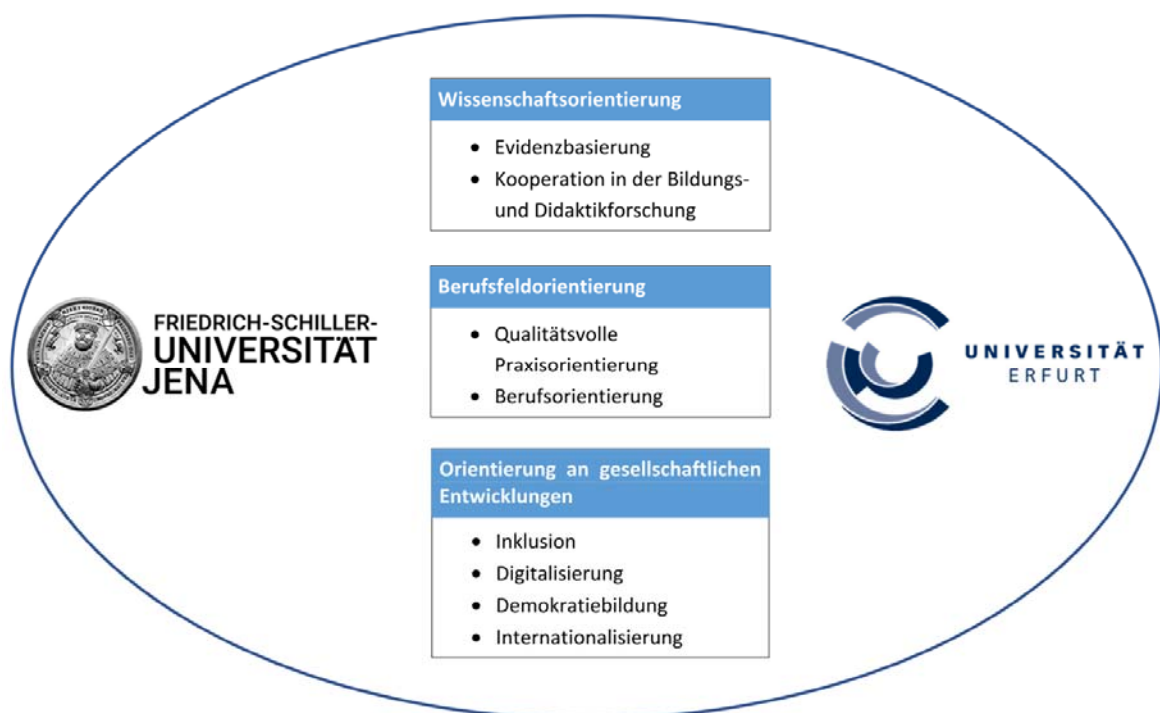 Wissenschaftsorientierung
• Evidenzbasierung
• Kooperation in der Bildungs-
und Didaktikforschung
FRIEDRICH-SCHILLER-
UNIVERSITÄT
JENA
Berufsfeldorientierung
• Qualitätsvolle
Praxisorientierung
• Berufsorientierung
UNIVERSITÄT
ERFURT
Orientierung an gesellschaftlichen
Entwicklungen
• Inklusion
• Digitalisierung
• Demokratiebildung
• Internationalisierung